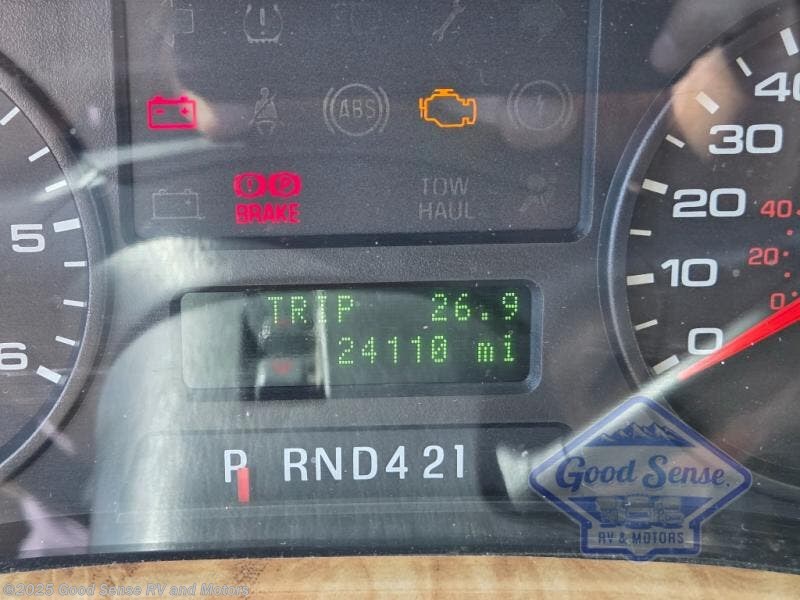 ABS
BRAKE
TOW
HAUL
5
6
40
30
20
10
0
40
20
0
TRIP 26.9
24110 mi
P RND421
Good Sense.
RV & MOTORS
©2025 Good Sense RV and Motors